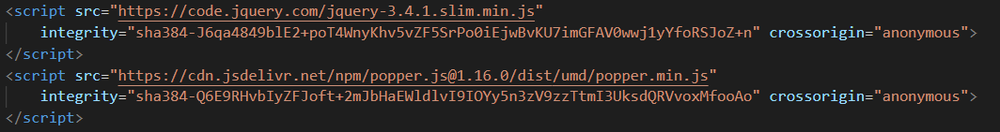 <script src="https://code.jquery.com/jquery-3.4.1.slim.min.js"
integrity="sha384-J6qa4849blE2+poT4WnyKhv5vZF5SrPo0iEjwBvKU7imGFAV0wwj1yYfoRSJoZ+n" crossorigin="anonymous">
</script>
<script src="https://cdn.jsdelivr.net/npm/popper.js@1.16.0/dist/umd/popper.min.js"
integrity="sha384-Q6E9RHvbIyZFJoft+2mJbHaEWldlvI9IOYy5n3zV9zzTtmI3UksdQRVvoxMfooAo" crossorigin="anonymous">
</script>